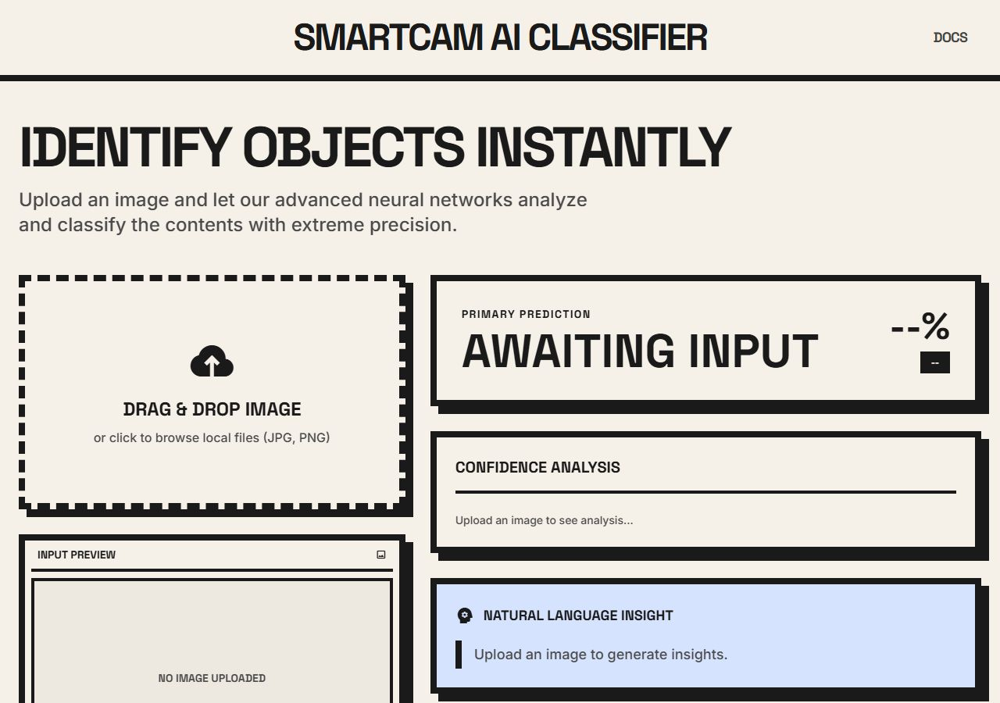 SMARTCAM AI CLASSIFIER
DOCS
IDENTIFY OBJECTS INSTANTLY
Upload an image and let our advanced neural networks analyze
and classify the contents with extreme precision.
DRAG & DROP IMAGE
or click to browse local files (JPG, PNG)
INPUT PREVIEW
NO IMAGE UPLOADED
PRIMARY PREDICTION
AWAITING INPUT
--%
--
CONFIDENCE ANALYSIS
Upload an image to see analysis...
NATURAL LANGUAGE INSIGHT
Upload an image to generate insights.